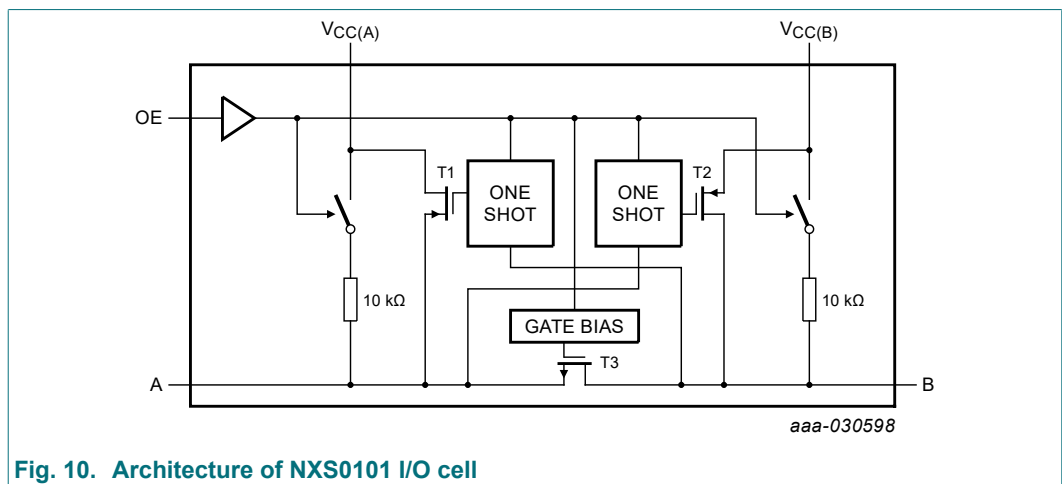 VCC(A)
VCC(B)
OE
T1
ONE
SHOT
ONE
SHOT
T2
10 kΩ
10 kΩ
GATE BIAS
T3
A
B
aaa-030598
Fig. 10. Architecture of NXS0101 I/O cell